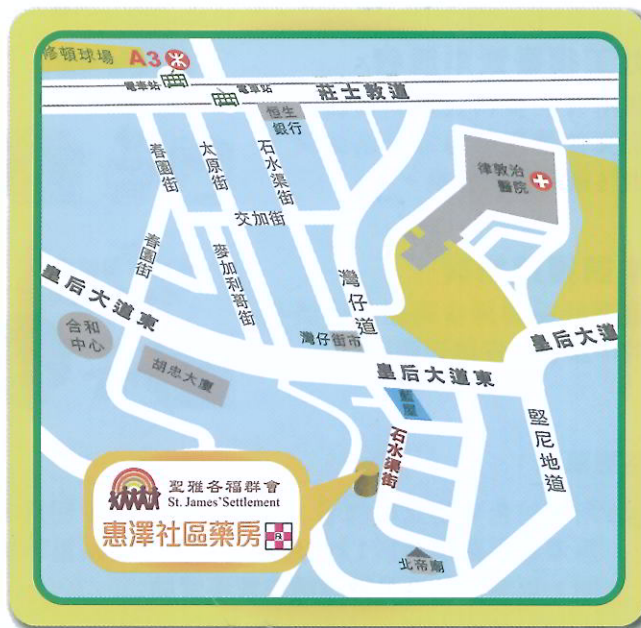 修頓球場 A3
電車站
電車站
莊士敦道
恒生
銀行
春園街
太原街
石水渠街
律敦治
醫院
交加街
春園街
麥加利哥街
灣仔道
皇后大道東
合和
中心
胡忠大廈
灣仔街市
皇后大道東
皇后大道
藍屋
石水渠街
堅尼地道
聖雅各福群會
St. James' Settlement
惠澤社區藥房
R
北帝廟